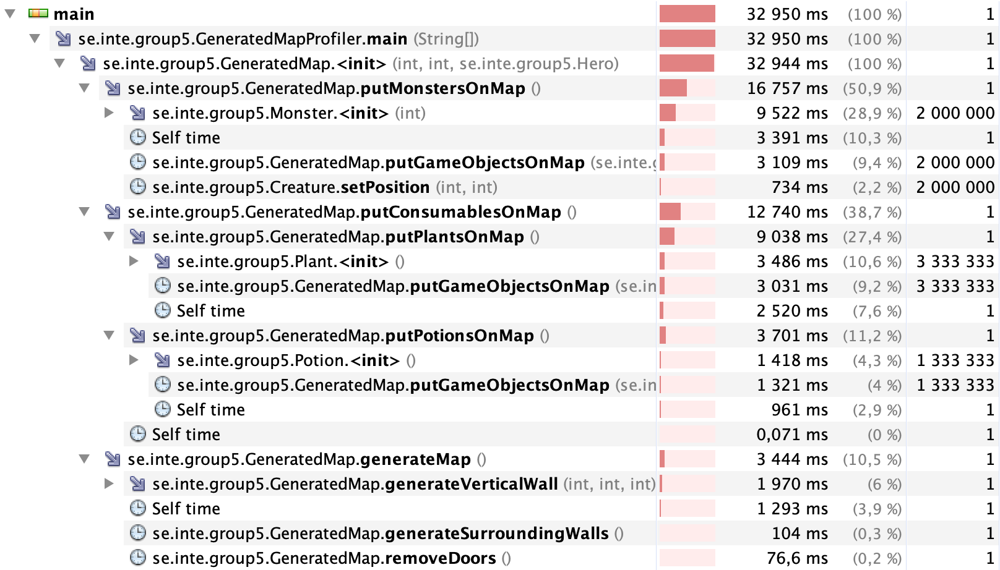 main 32 950 ms (100 %) 1
se.inte.group5.GeneratedMapProfiler.main (String[]) 32 950 ms (100 %) 1
se.inte.group5.GeneratedMap.<init> (int, int, se.inte.group5.Hero) 32 944 ms (100 %) 1
se.inte.group5.GeneratedMap.putMonstersOnMap () 16 757 ms (50,9 %) 1
se.inte.group5.Monster.<init> (int) 9 522 ms (28,9 %) 2 000 000
Self time 3 391 ms (10,3 %) 1
se.inte.group5.GeneratedMap.putGameObjectsOnMap (se.inte.g 3 109 ms (9,4 %) 2 000 000
se.inte.group5.Creature.setPosition (int, int) 734 ms (2,2 %) 2 000 000
se.inte.group5.GeneratedMap.putConsumablesOnMap () 12 740 ms (38,7 %) 1
se.inte.group5.GeneratedMap.putPlantsOnMap () 9 038 ms (27,4 %) 1
se.inte.group5.Plant.<init> () 3 486 ms (10,6 %) 3 333 333
se.inte.group5.GeneratedMap.putGameObjectsOnMap (se.in 3 031 ms (9,2 %) 3 333 333
Self time 2 520 ms (7,6 %) 1
se.inte.group5.GeneratedMap.putPotionsOnMap () 3 701 ms (11,2 %) 1
se.inte.group5.Potion.<init> () 1 418 ms (4,3 %) 1 333 333
se.inte.group5.GeneratedMap.putGameObjectsOnMap (se.in 1 321 ms (4 %) 1 333 333
Self time 961 ms (2,9 %) 1
Self time 0,071 ms (0 %) 1
se.inte.group5.GeneratedMap.generateMap () 3 444 ms (10,5 %) 1
se.inte.group5.GeneratedMap.generateVerticalWall (int, int, int) 1 970 ms (6 %) 1
Self time 1 293 ms (3,9 %) 1
se.inte.group5.GeneratedMap.generateSurroundingWalls () 104 ms (0,3 %) 1
se.inte.group5.GeneratedMap.removeDoors () 76,6 ms (0,2 %) 1